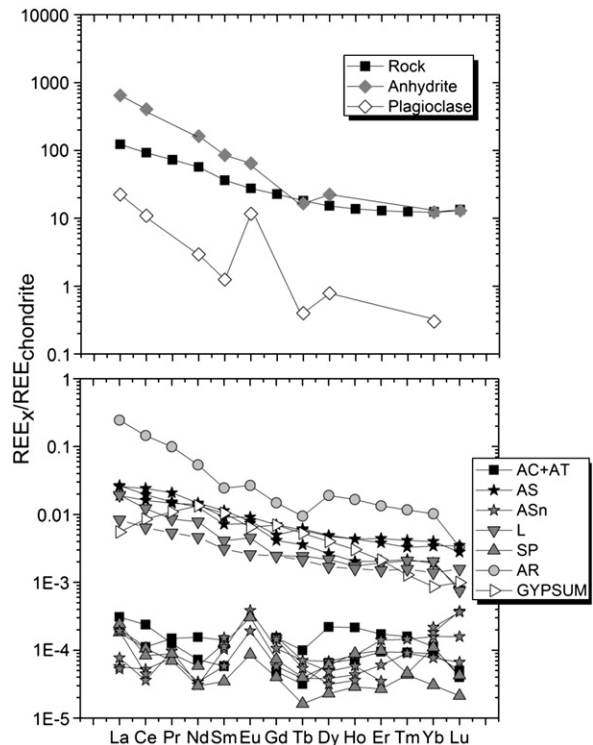 10000
1000
100
10
1
0.1
Rock
Anhydrite
Plagioclase
REEX/REEchondrite
1
0.1
0.01
1E-3
1E-4
1E-5
AC+AT
AS
ASn
L
SP
AR
GYPSUM
La Ce Pr Nd Sm Eu Gd Tb Dy Ho Er Tm Yb Lu